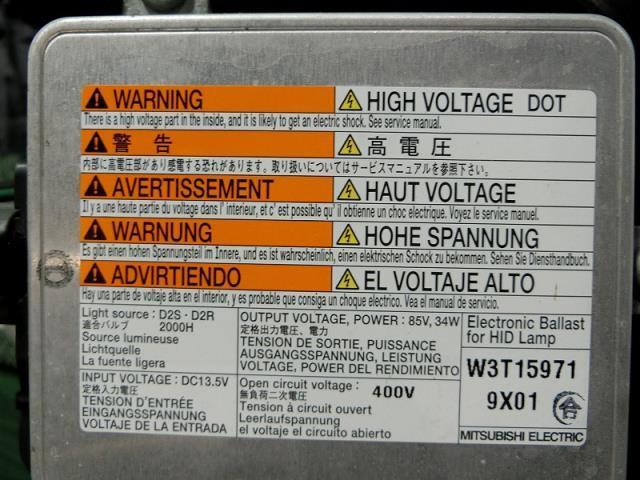 WARNING HIGH VOLTAGE DOT
There is a high voltage part in the inside, and it is likely to get an electric shock. See service manual.
警告 高電圧
内部に高電圧部があり感電する恐れがあります。取り扱いについてはサービスマニュアルを参照下さい。
AVERTISSEMENT HAUT VOLTAGE
Il y a une haute partie du voltage dans l' interieur, et c' est possible qu' il obtienne un choc electrique. Voyez le service manuel.
WARNUNG HOHE SPANNUNG
Es gibt einen hohen Spannungsteil im Innere, und es ist wahrscheinlich, einen elektrischen Schock zu bekommen. Sehen Sie Diensthandbuch.
ADVIRTIENDO EL VOLTAJE ALTO
Hay una parte de voltaje alta en el interior, y es probable que consiga un choque electrico. Vea el manual de servicio.
Light source : D2S・D2R
適合バルブ 2000H
Source lumineuse
Lichtquelle
La fuente ligera
OUTPUT VOLTAGE, POWER : 85V, 34W
定格出力電圧、電力
TENSION DE SORTIE, PUISSANCE
AUSGANGSSPANNUNG, LEISTUNG
VOLTAGE, POWER DEL RENDIMIENTO
Electronic Ballast
for HID Lamp
W3T15971
9X01 合
MITSUBISHI ELECTRIC
INPUT VOLTAGE : DC13.5V
定格入力電圧
TENSION D'ENTRÉE
EINGANGSSPANNUNG
VOLTAJE DE LA ENTRADA
Open circuit voltage : 400V
無負荷二次電圧
Tension à circuit ouvert
Leerlaufspannung
el voltaje el circuito abierto